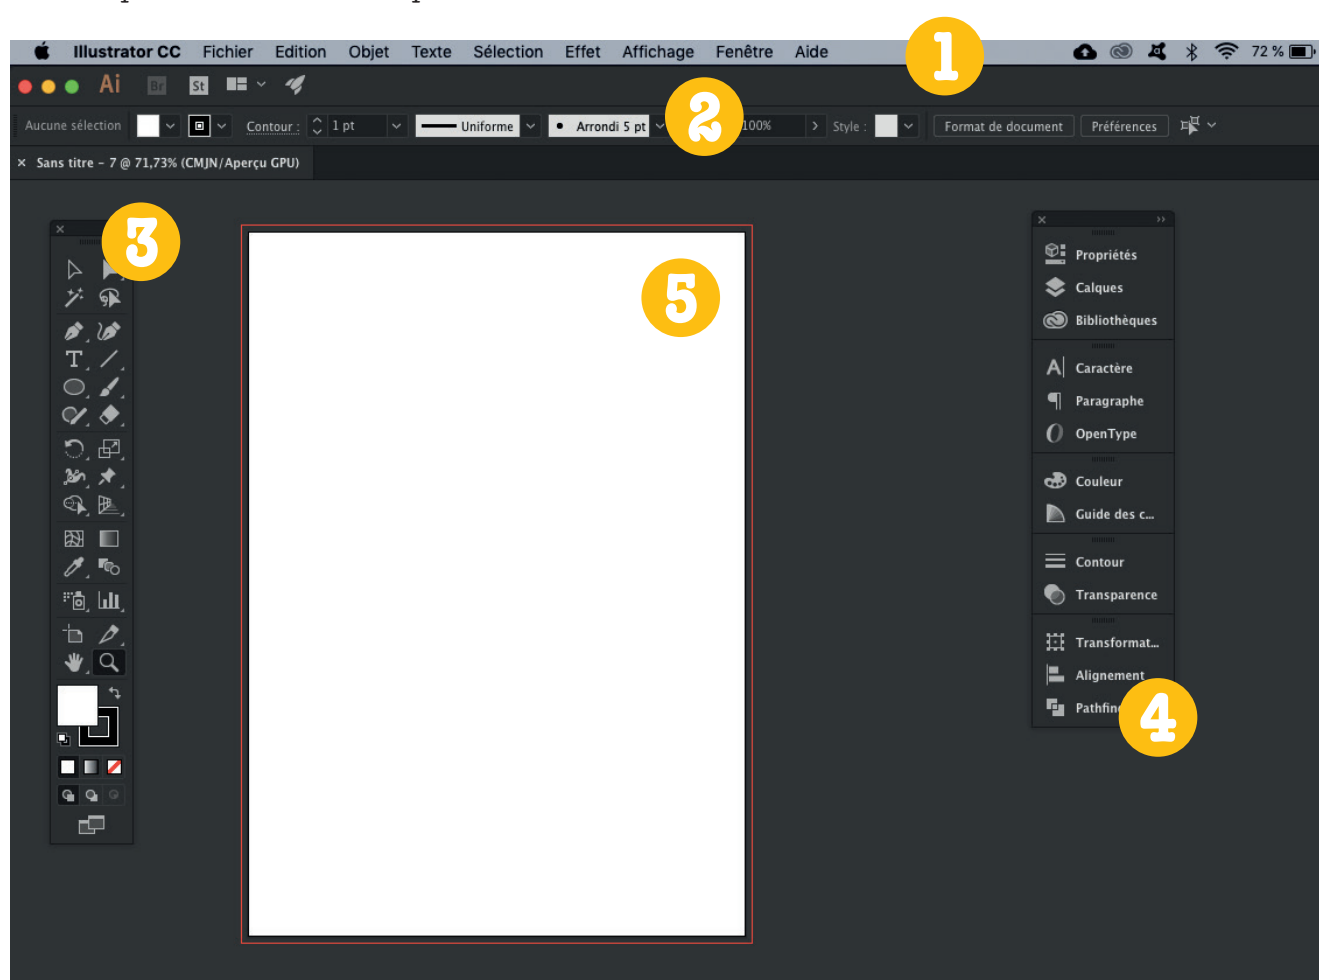 Illustrator CC Fichier Edition Objet Texte Sélection Effet Affichage Fenêtre Aide 1 72 %
Ai Br St
Aucune sélection Contour : 1 pt Uniforme Arrondi 5 pt 2 100% Style : Format de document Préférences
× Sans titre - 7 @ 71,73% (CMJN/Aperçu GPU)
3
5
Propriétés
Calques
Bibliothèques
Caractère
Paragraphe
OpenType
Couleur
Guide des c...
Contour
Transparence
Transformat...
Alignement
4